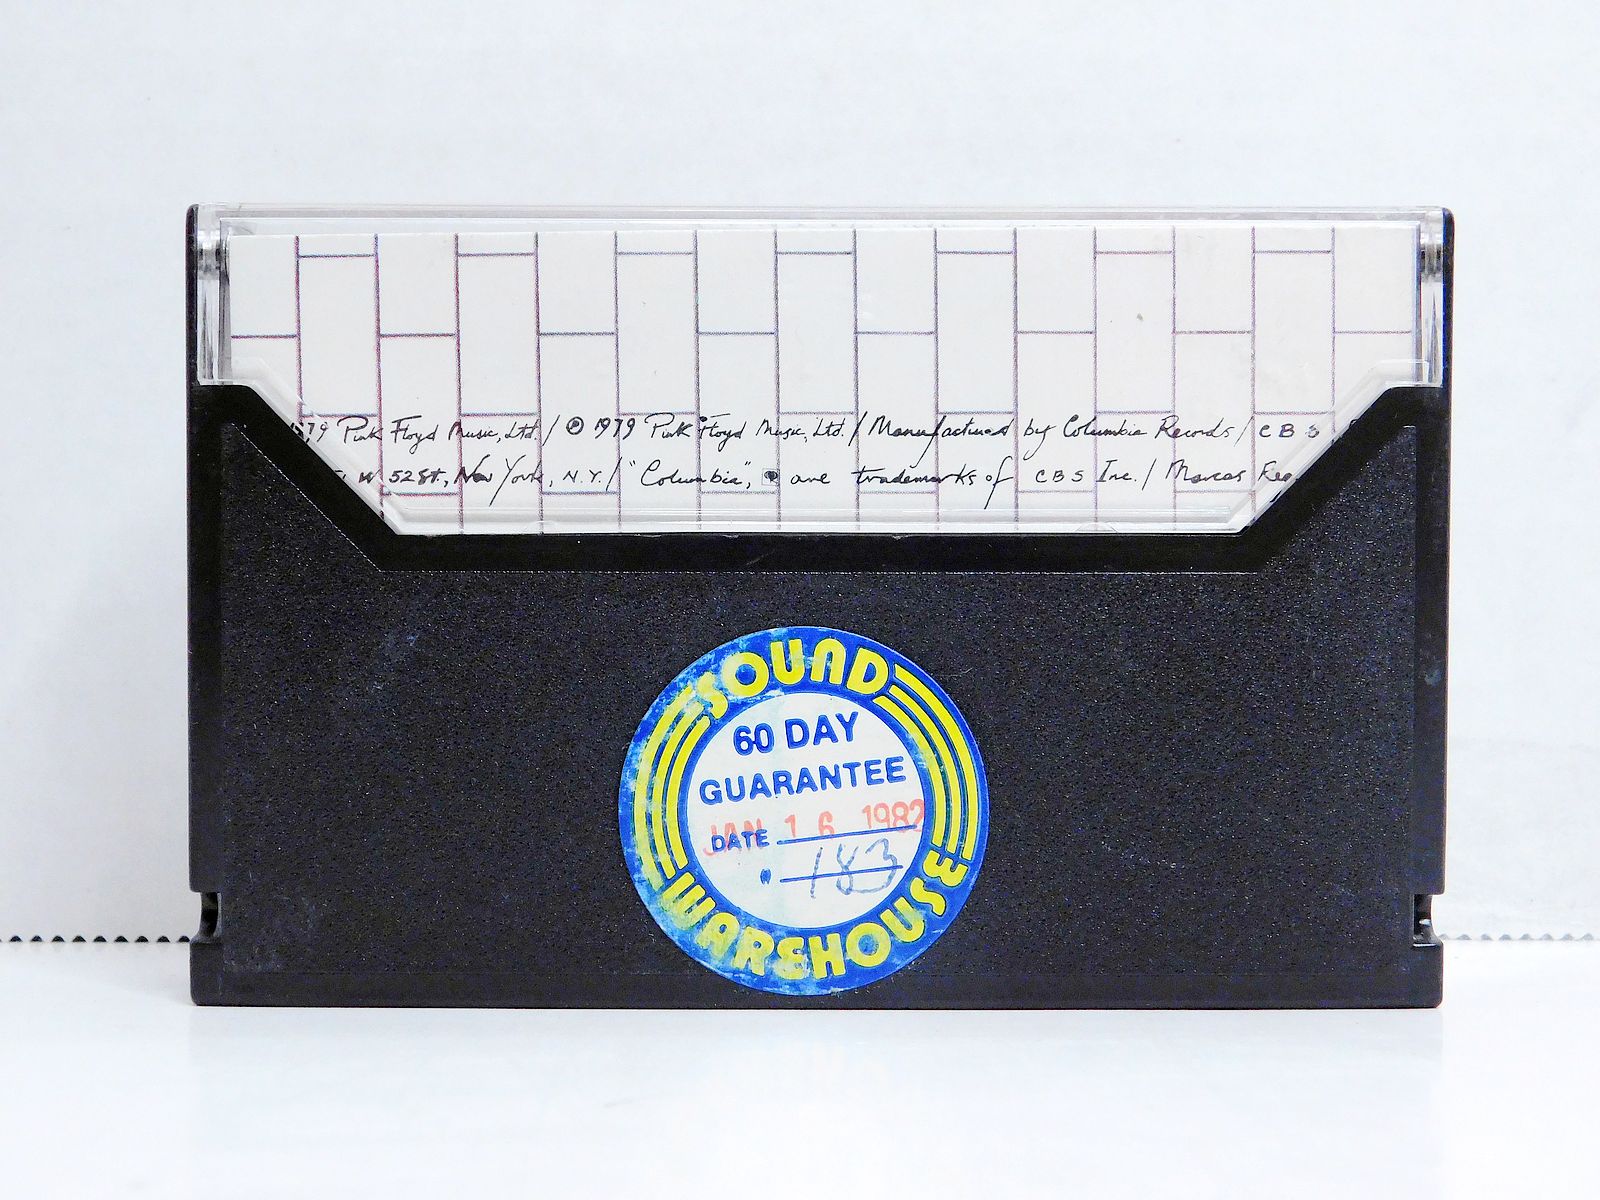 1979 Pink Floyd Music, Ltd. / ℗ 1979 Pink Floyd Music, Ltd. / Manufactured by Columbia Records / CBS
W 52 St., New York, N.Y. / "Columbia", are trademarks of CBS Inc. / Marcas Reg
SOUND
60 DAY
GUARANTEE
JAN 16 1982
DATE
183
WAREHOUSE